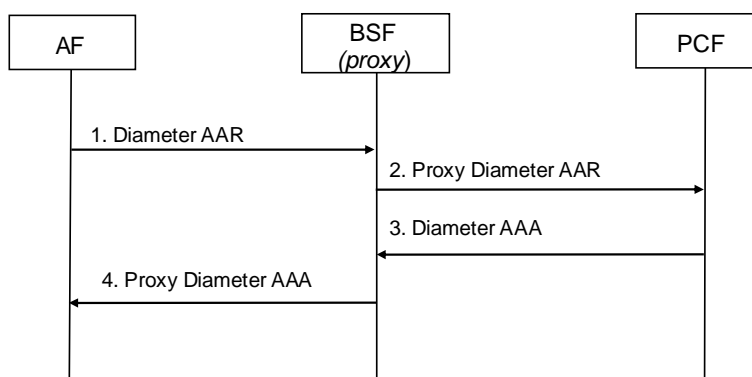 AF
BSF
(proxy)
PCF
1. Diameter AAR
2. Proxy Diameter AAR
3. Diameter AAA
4. Proxy Diameter AAA